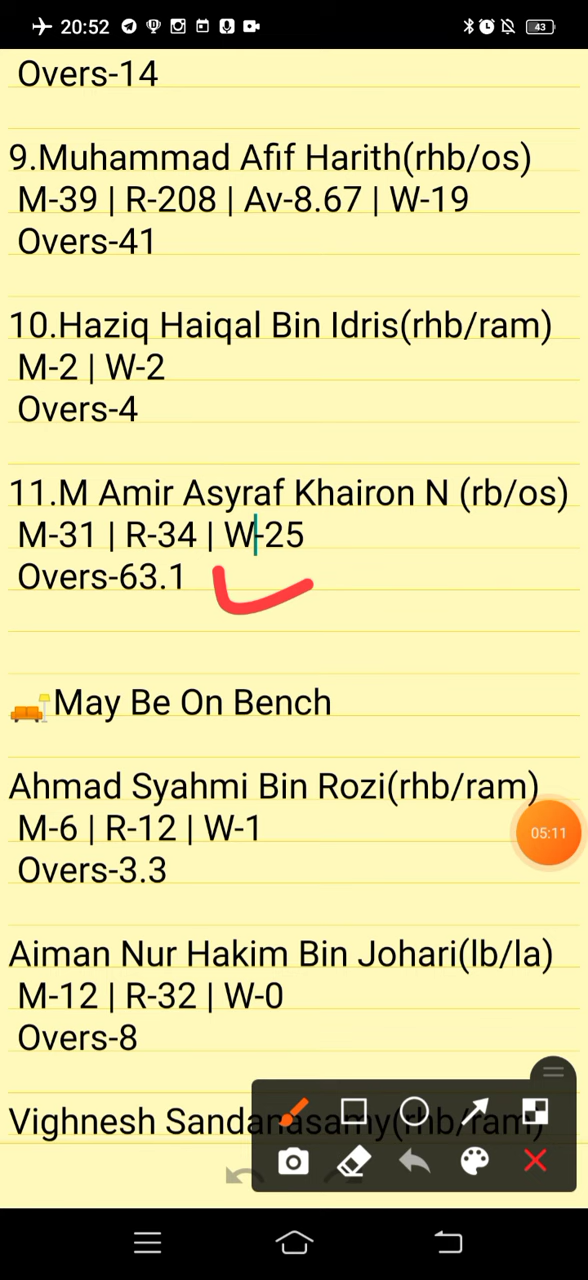 20:52
43
Overs-14
9.Muhammad Afif Harith(rhb/os)
M-39 | R-208 | Av-8.67 | W-19
Overs-41
10.Haziq Haiqal Bin Idris(rhb/ram)
M-2 | W-2
Overs-4
11.M Amir Asyraf Khairon N (rb/os)
M-31 | R-34 | W-25
Overs-63.1
May Be On Bench
Ahmad Syahmi Bin Rozi(rhb/ram)
M-6 | R-12 | W-1
05:11
Overs-3.3
Aiman Nur Hakim Bin Johari(lb/la)
M-12 | R-32 | W-0
Overs-8
Vighnesh Sandanasamy(rhb/ram)